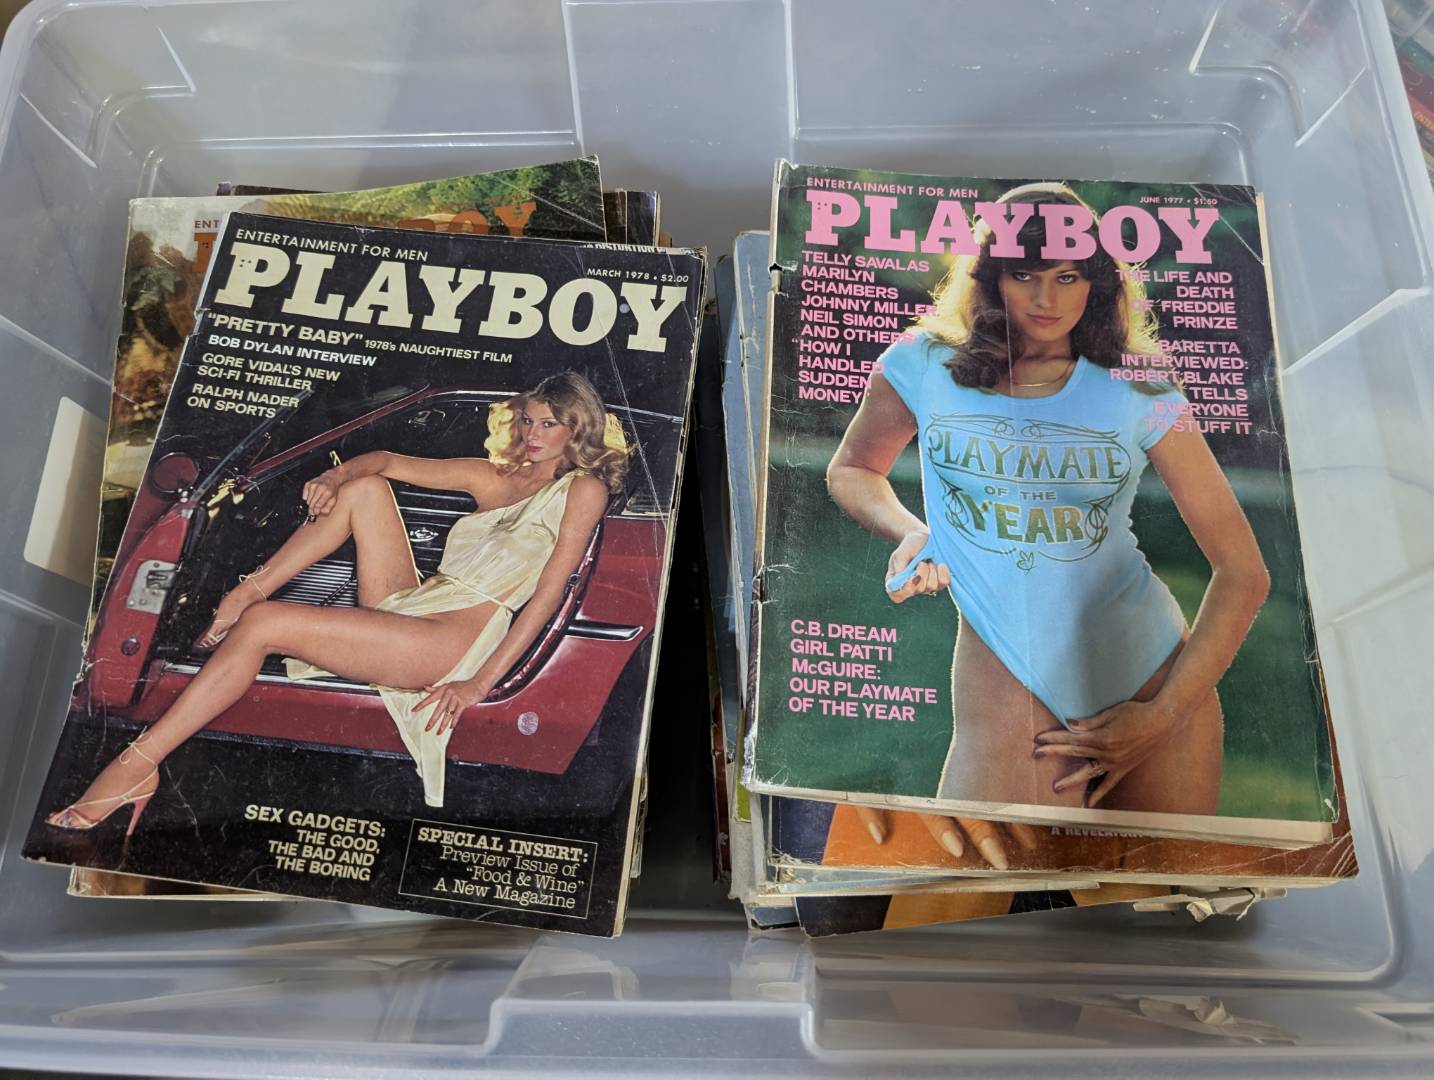 ENTERTAINMENT FOR MEN
PLAYBOY
MARCH 1978 • $2.00
"PRETTY BABY" 1978's NAUGHTIEST FILM
BOB DYLAN INTERVIEW
GORE VIDAL'S NEW
SCI-FI THRILLER
RALPH NADER
ON SPORTS
SEX GADGETS:
THE GOOD,
THE BAD AND
THE BORING
SPECIAL INSERT:
Preview Issue of
"Food & Wine"
A New Magazine
ENTERTAINMENT FOR MEN
JUNE 1977 • $1.50
PLAYBOY
TELLY SAVALAS
MARILYN
CHAMBERS
JOHNNY MILLER
NEIL SIMON
AND OTHERS:
"HOW I
HANDLED
SUDDEN
MONEY"
THE LIFE AND
DEATH
OF FREDDIE
PRINZE
BARETTA
INTERVIEWED:
ROBERT BLAKE
TELLS
EVERYONE
TO STUFF IT
PLAYMATE
OF THE
YEAR
C.B. DREAM
GIRL PATTI
McGUIRE:
OUR PLAYMATE
OF THE YEAR
ENT
BOY